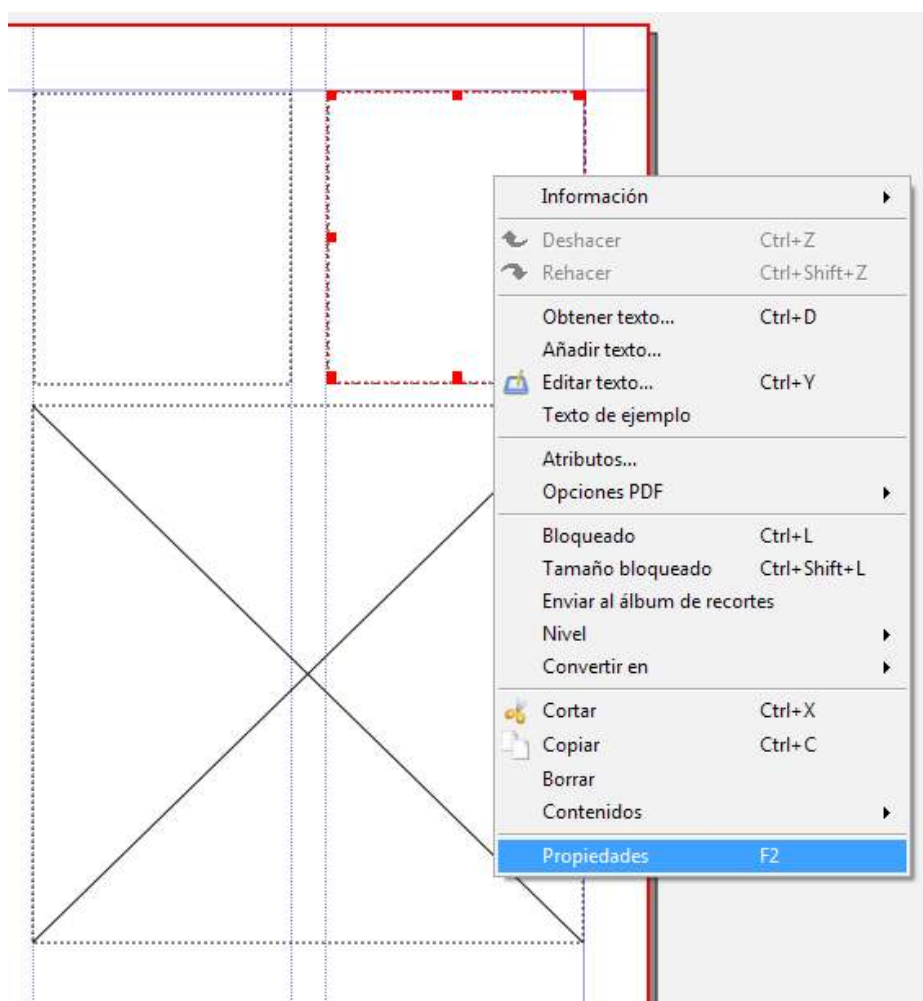 Información
Deshacer Ctrl+Z
Rehacer Ctrl+Shift+Z
Obtener texto... Ctrl+D
Añadir texto...
Editar texto... Ctrl+Y
Texto de ejemplo
Atributos...
Opciones PDF
Bloqueado Ctrl+L
Tamaño bloqueado Ctrl+Shift+L
Enviar al álbum de recortes
Nivel
Convertir en
Cortar Ctrl+X
Copiar Ctrl+C
Borrar
Contenidos
Propiedades F2